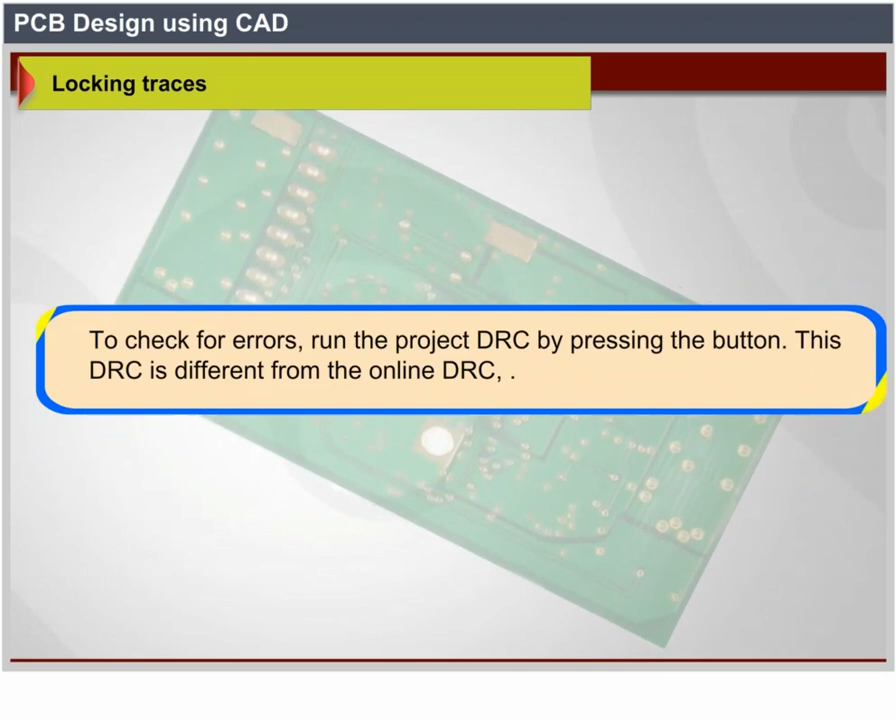 PCB Design using CAD
Locking traces
To check for errors, run the project DRC by pressing the button. This
DRC is different from the online DRC, .